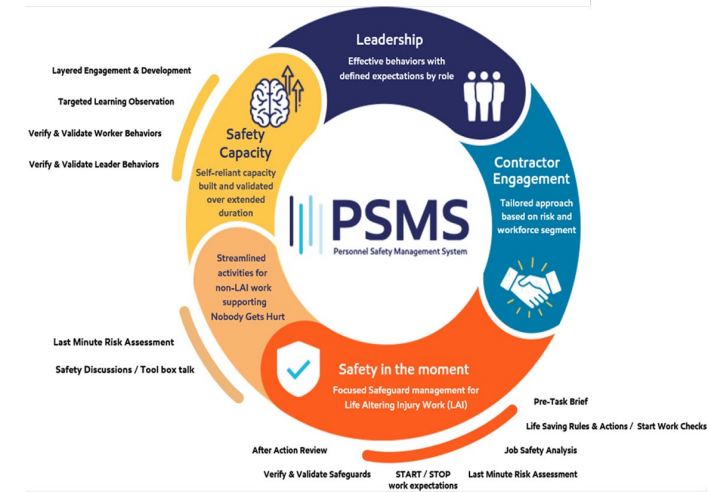 Leadership
Effective behaviors with
defined expectations by role
Layered Engagement & Development
Targeted Learning Observation
Verify & Validate Worker Behaviors
Verify & Validate Leader Behaviors
Safety
Capacity
Self-reliant capacity
built and validated
over extended
duration
Contractor
Engagement
Tailored approach
based on risk and
workforce segment
PSMS
Personnel Safety Management System
Streamlined
activities for
non-LAI work
supporting
Nobody Gets Hurt
Last Minute Risk Assessment
Safety Discussions / Tool box talk
Safety in the moment
Focused Safeguard management for
Life Altering Injury Work (LAI)
Pre-Task Brief
Life Saving Rules & Actions / Start Work Checks
Job Safety Analysis
Last Minute Risk Assessment
START / STOP
work expectations
Verify & Validate Safeguards
After Action Review